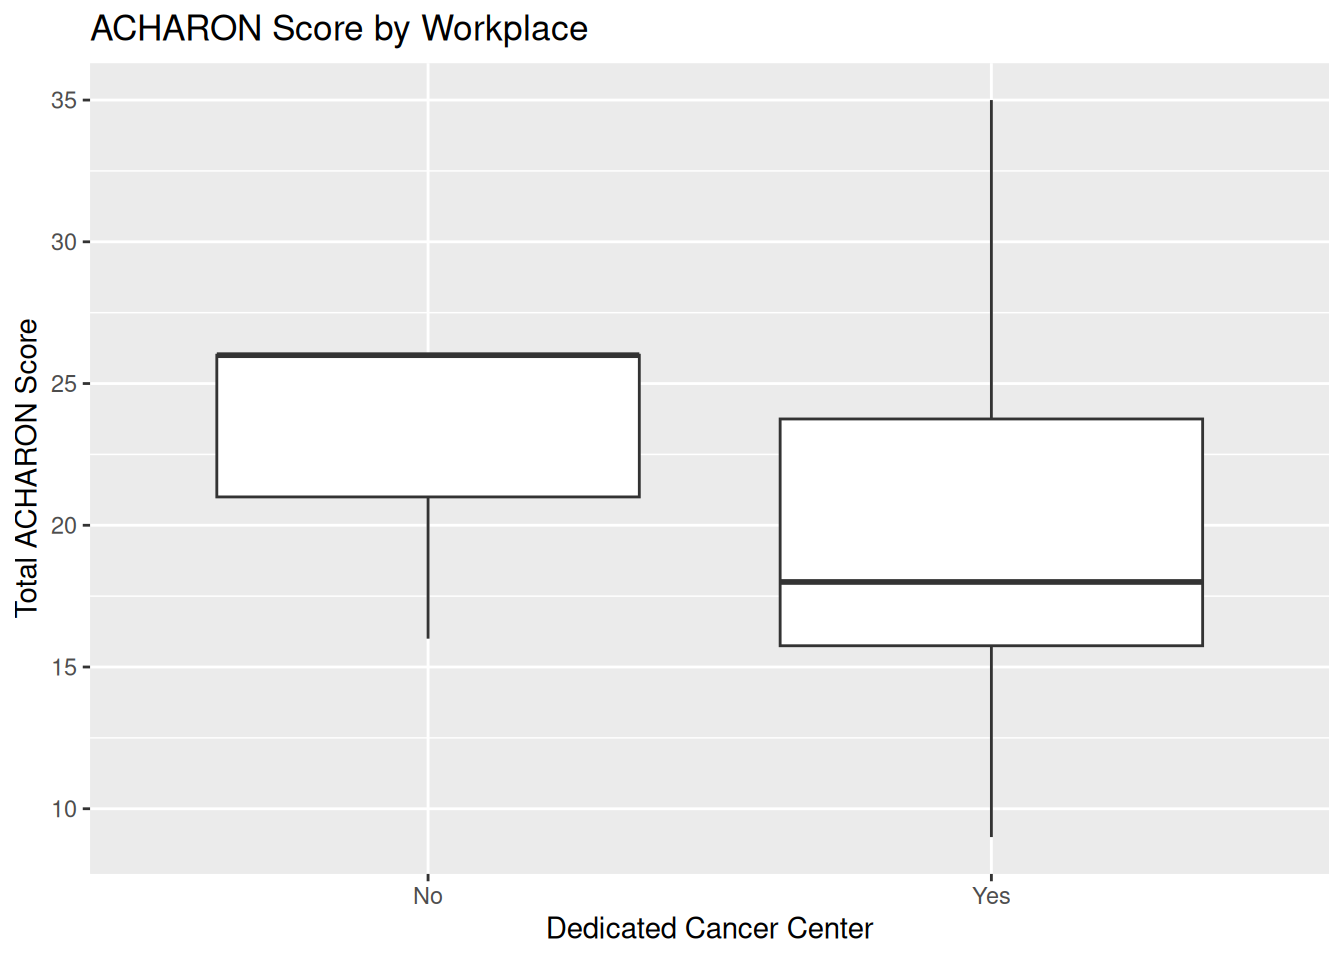 ACHARON Score by Workplace
Total ACHARON Score
35
30
25
20
15
10
No
Yes
Dedicated Cancer Center